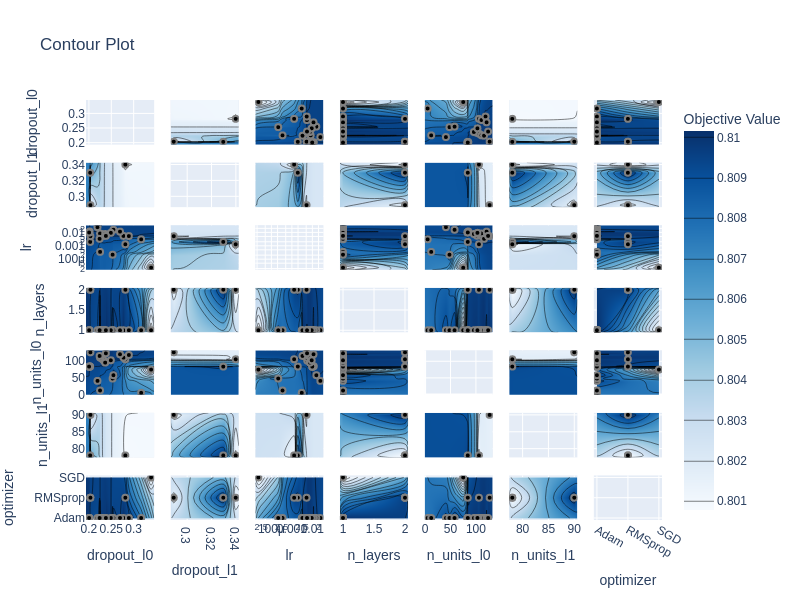 Contour Plot
Objective Value
0.81
0.809
0.808
0.807
0.806
0.805
0.804
0.803
0.802
0.801
dropout_l0
0.3
0.25
0.2
dropout_l1
0.34
0.32
0.3
lr
0.01
0.001
n_layers
2
1.5
1
n_units_l0
100
50
0
n_units_l1
90
85
80
optimizer
SGD
RMSprop
Adam
0.2 0.25 0.3
0.3 0.32 0.34
1 1.5 2
0 50 100
80 85 90
Adam RMSprop SGD
dropout_l0
dropout_l1
lr
n_layers
n_units_l0
n_units_l1
optimizer